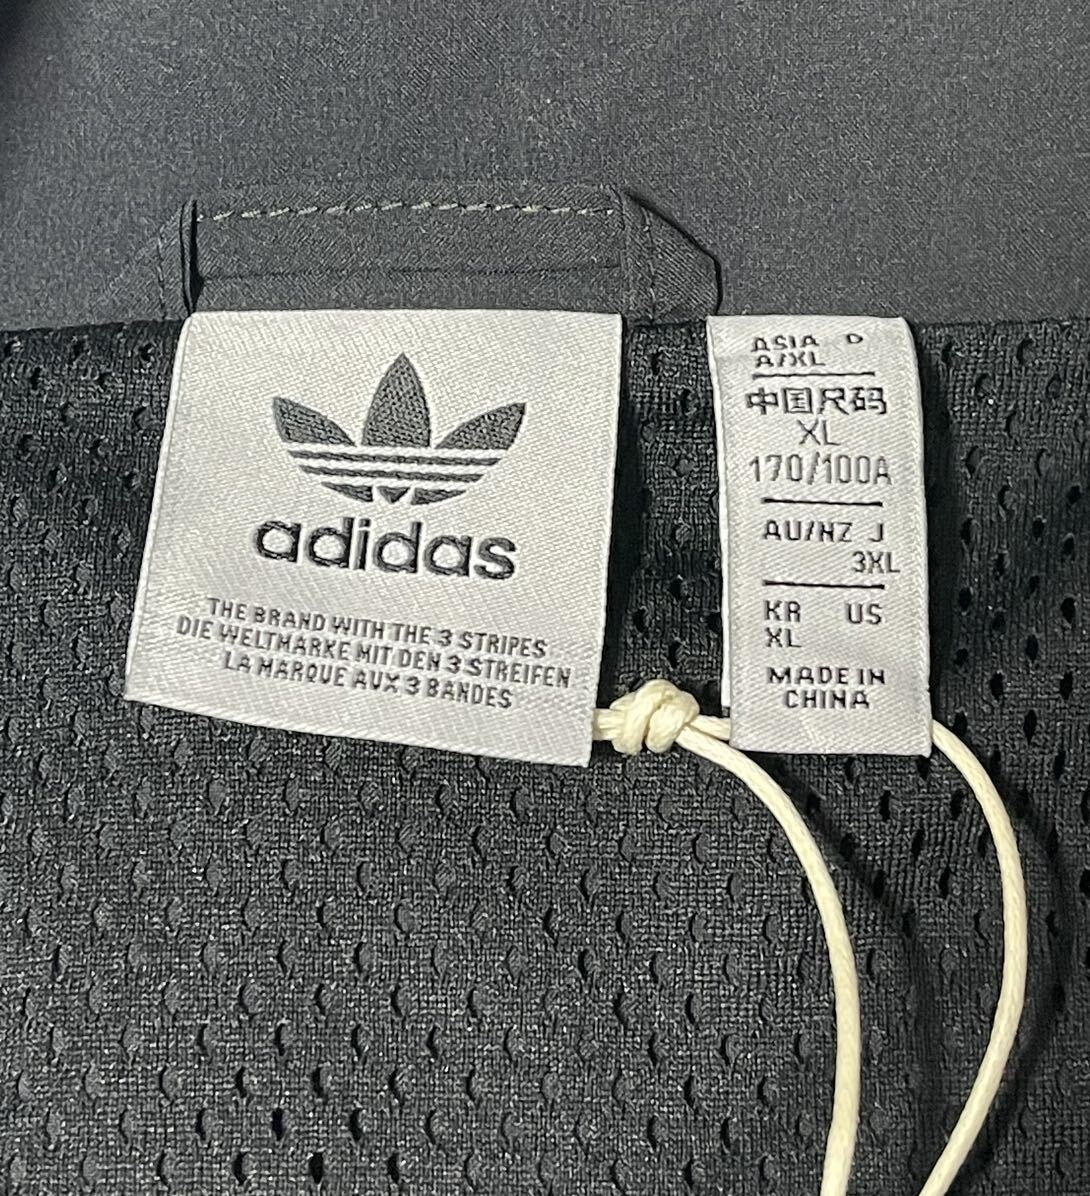 adidas
THE BRAND WITH THE 3 STRIPES
DIE WELTMARKE MIT DEN 3 STREIFEN
LA MARQUE AUX 3 BANDES
ASIA D
A/XL
中国尺码
XL
170/100A
AU/NZ J
3XL
KR US
XL
MADE IN
CHINA